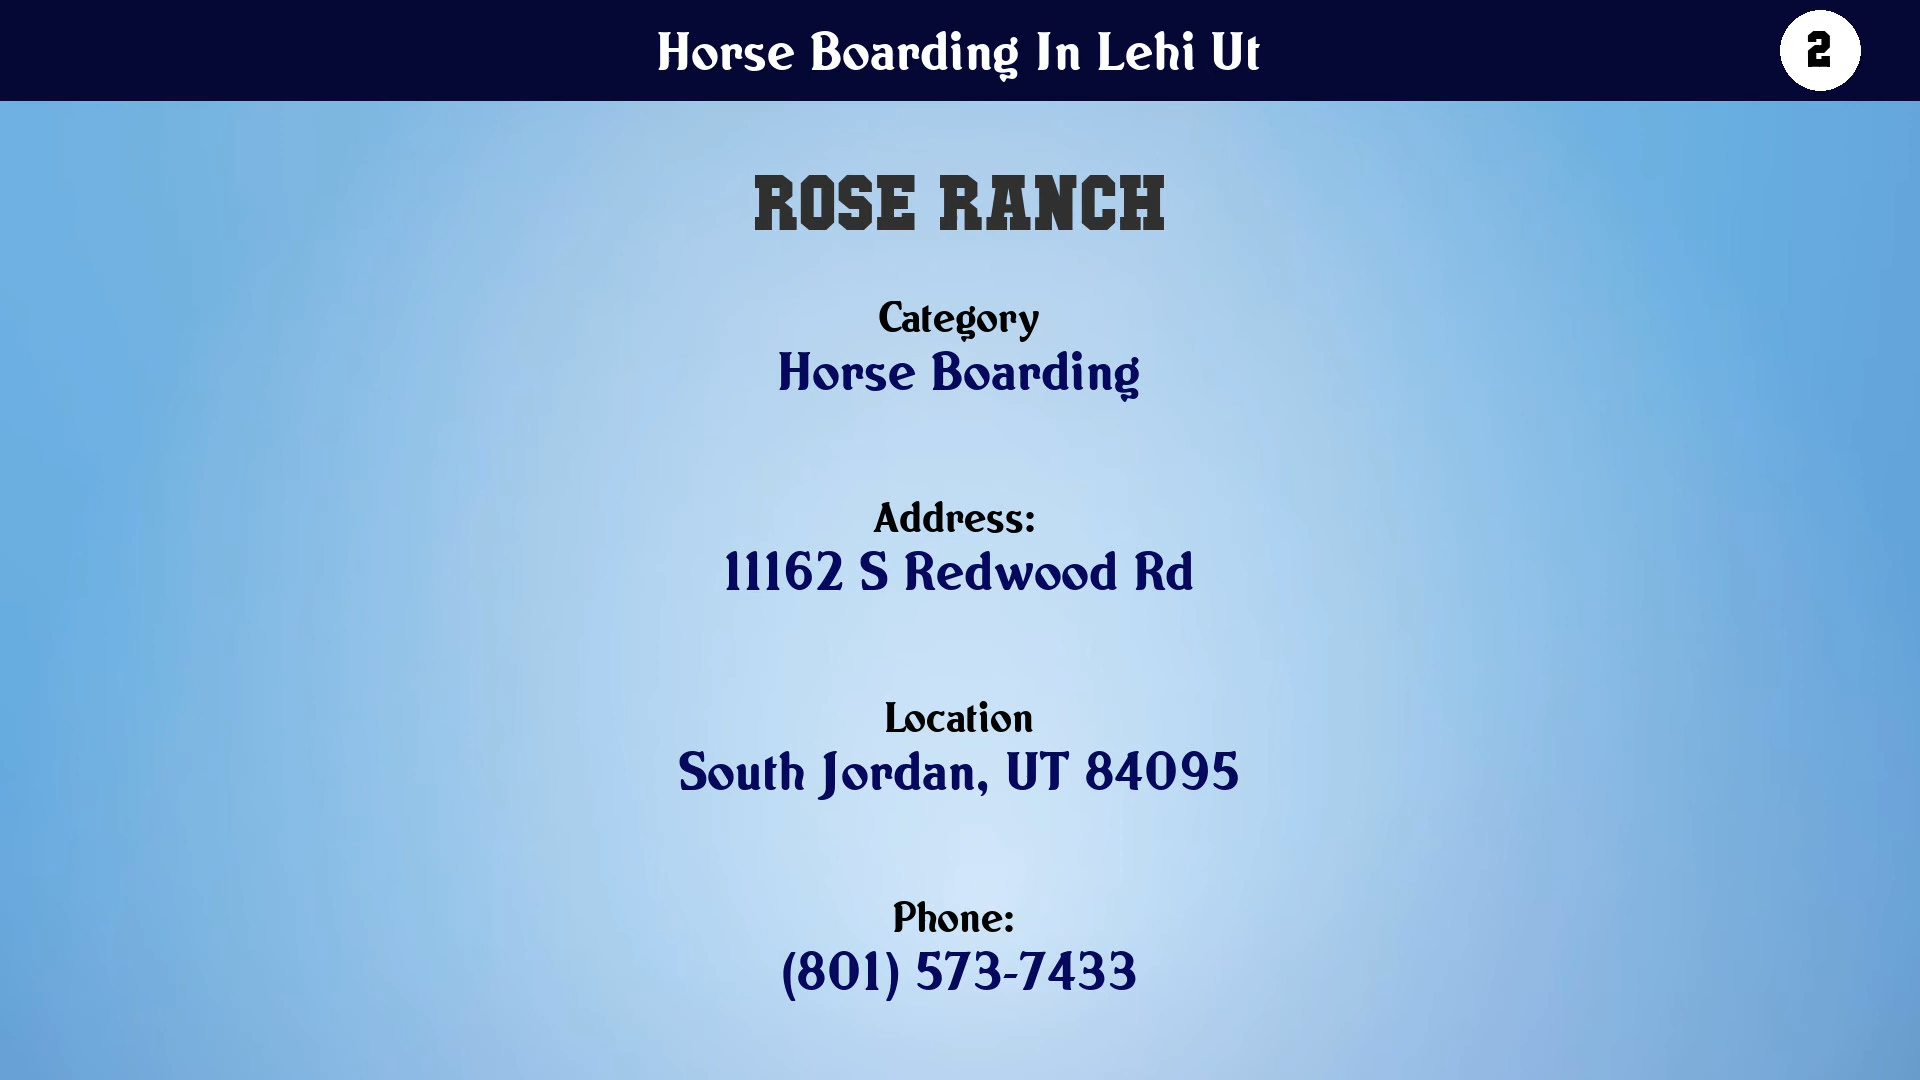 Horse Boarding In Lehi Ut
2
ROSE RANCH
Category
Horse Boarding
Address:
11162 S Redwood Rd
Location
South Jordan, UT 84095
Phone:
(801) 573-7433